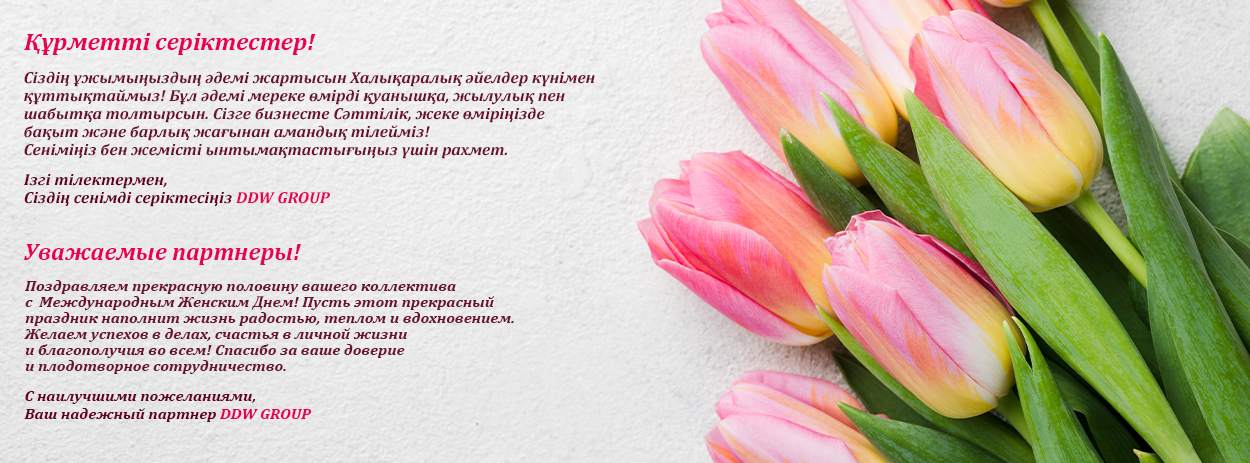 Құрметті серіктестер!
Сіздің ұжымыңыздың әдемі жартысын Халықаралық әйелдер күнімен
құттықтаймыз! Бұл әдемі мереке өмірді қуанышқа, жылулық пен
шабытқа толтырсын. Сізге бизнесте Сәттілік, жеке өміріңізде
бақыт және барлық жағынан амандық тілейміз!
Сеніміңіз бен жемісті ынтымақтастығыңыз үшін рахмет.
Ізгі тілектермен,
Сіздің сенімді серіктесіңіз DDW GROUP
Уважаемые партнеры!
Поздравляем прекрасную половину вашего коллектива
с Международным Женским Днем! Пусть этот прекрасный
праздник наполнит жизнь радостью, теплом и вдохновением.
Желаем успехов в делах, счастья в личной жизни
и благополучия во всем! Спасибо за ваше доверие
и плодотворное сотрудничество.
С наилучшими пожеланиями,
Ваш надежный партнер DDW GROUP